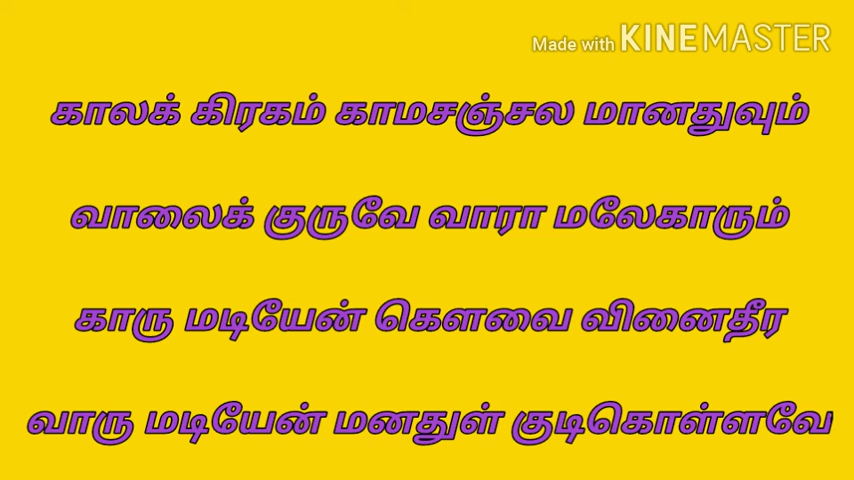 Made with KINEMASTER
காலக் கிரகம் காமசஞ்சல மானதுவும்
வாலைக் குருவே வாரா மலேகாரும்
காரு மடியேன் கௌவை வினைதீர
வாரு மடியேன் மனதுள் குடிகொள்ளவே